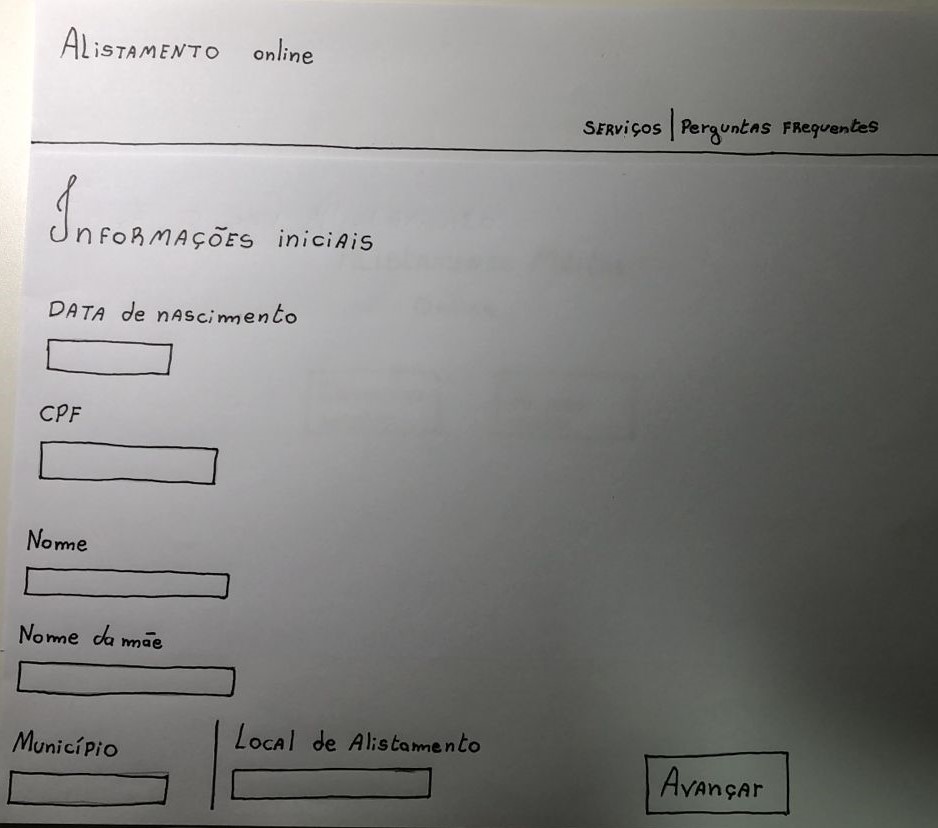 Alistamento online
Serviços | Perguntas Frequentes
Informações iniciais
Data de nascimento
CPF
Nome
Nome da mãe
Município | Local de Alistamento
Avançar